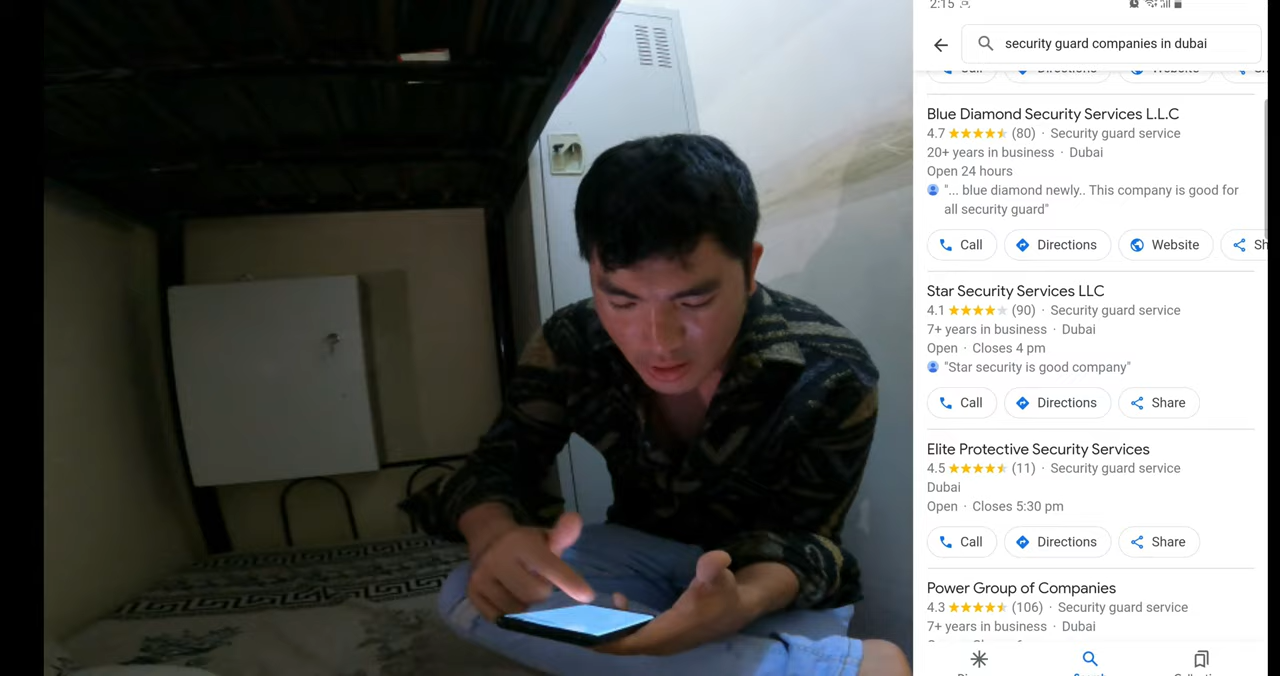 2:15
security guard companies in dubai
Call Directions Website
Blue Diamond Security Services L.L.C
4.7 (80) · Security guard service
20+ years in business · Dubai
Open 24 hours
"... blue diamond newly.. This company is good for
all security guard"
Call Directions Website Sh
Star Security Services LLC
4.1 (90) · Security guard service
7+ years in business · Dubai
Open · Closes 4 pm
"Star security is good company"
Call Directions Share
Elite Protective Security Services
4.5 (11) · Security guard service
Dubai
Open · Closes 5:30 pm
Call Directions Share
Power Group of Companies
4.3 (106) · Security guard service
7+ years in business · Dubai